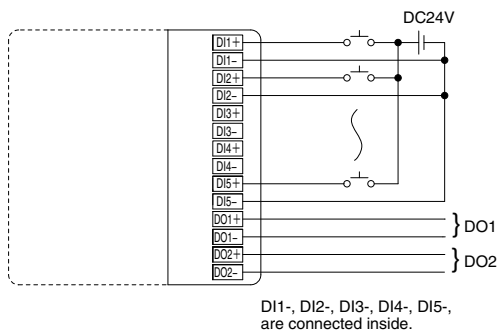 DC24V
DI1+
DI1-
DI2+
DI2-
DI3+
DI3-
DI4+
DI4-
DI5+
DI5-
DO1+
DO1-
DO2+
DO2-
} DO1
} DO2
DI1-, DI2-, DI3-, DI4-, DI5-,
are connected inside.